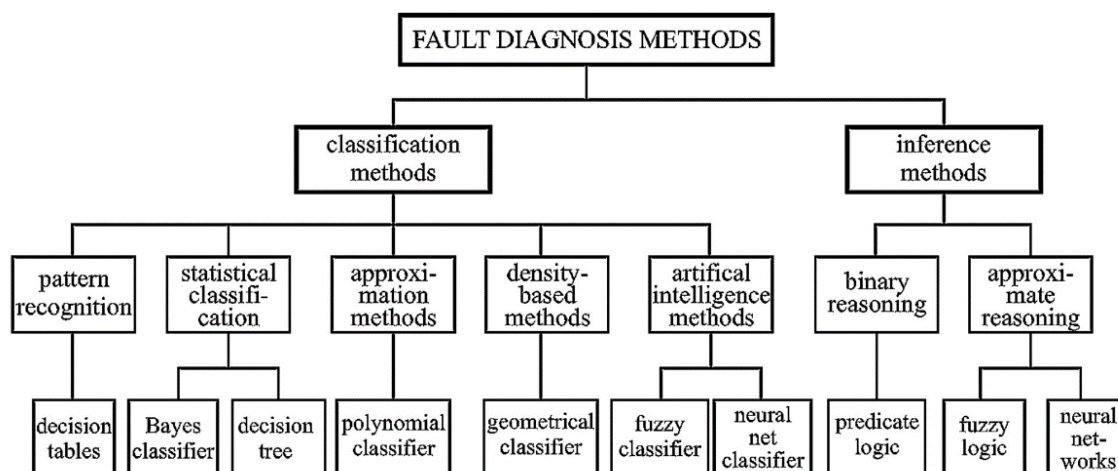 FAULT DIAGNOSIS METHODS
classification
methods
inference
methods
pattern
recognition
statistical
classifi-
cation
approxi-
mation
methods
density-
based
methods
artifical
intelligence
methods
binary
reasoning
approxi-
mate
reasoning
decision
tables
Bayes
classifier
decision
tree
polynomial
classifier
geometrical
classifier
fuzzy
classifier
neural
net
classifier
predicate
logic
fuzzy
logic
neural
net-
works